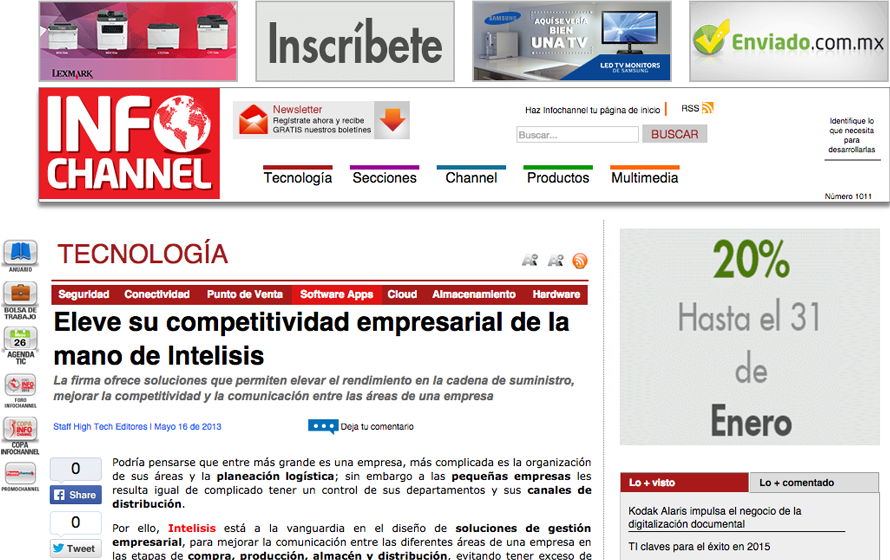 LEXMARK
Inscríbete
SAMSUNG
AQUÍ SE VERÍA
BIEN
UNA TV
LED TV MONITORS
DE SAMSUNG
Enviado.com.mx
INFO
CHANNEL
Newsletter
Regístrate ahora y recibe
GRATIS nuestros boletines
Haz Infochannel tu página de inicio
RSS
Buscar...
BUSCAR
Identifique lo
que necesita
para
desarrollarlas
Número 1011
Tecnología
Secciones
Channel
Productos
Multimedia
ANUARIO
BOLSA DE
TRABAJO
26
AGENDA
TIC
FORO
INFOCHANNEL
COPA
INFOCHANNEL
PROMOCHANNEL
TECNOLOGÍA
Seguridad Conectividad Punto de Venta Software Apps Cloud Almacenamiento Hardware
Eleve su competitividad empresarial de la
mano de Intelisis
La firma ofrece soluciones que permiten elevar el rendimiento en la cadena de suministro,
mejorar la competitividad y la comunicación entre las áreas de una empresa
Staff High Tech Editores | Mayo 16 de 2013
Deja tu comentario
0
Share
0
Tweet
Podría pensarse que entre más grande es una empresa, más complicada es la organización
de sus áreas y la planeación logística; sin embargo a las pequeñas empresas les
resulta igual de complicado tener un control de sus departamentos y sus canales de
distribución.
Por ello, Intelisis está a la vanguardia en el diseño de soluciones de gestión
empresarial, para mejorar la comunicación entre las diferentes áreas de una empresa en
las etapas de compra, producción, almacén y distribución, evitando tener exceso de
20%
Hasta el 31
de
Enero
Lo + visto
Lo + comentado
Kodak Alaris impulsa el negocio de la
digitalización documental
TI claves para el éxito en 2015